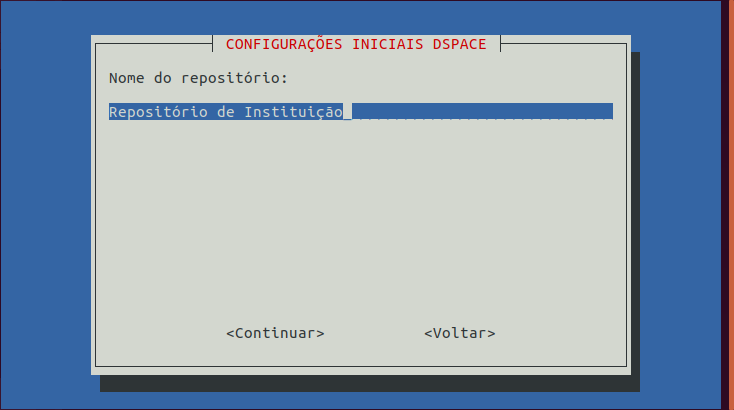 CONFIGURAÇÕES INICIAIS DSPACE
Nome do repositório:
Repositório de Instituição
<Continuar> <Voltar>